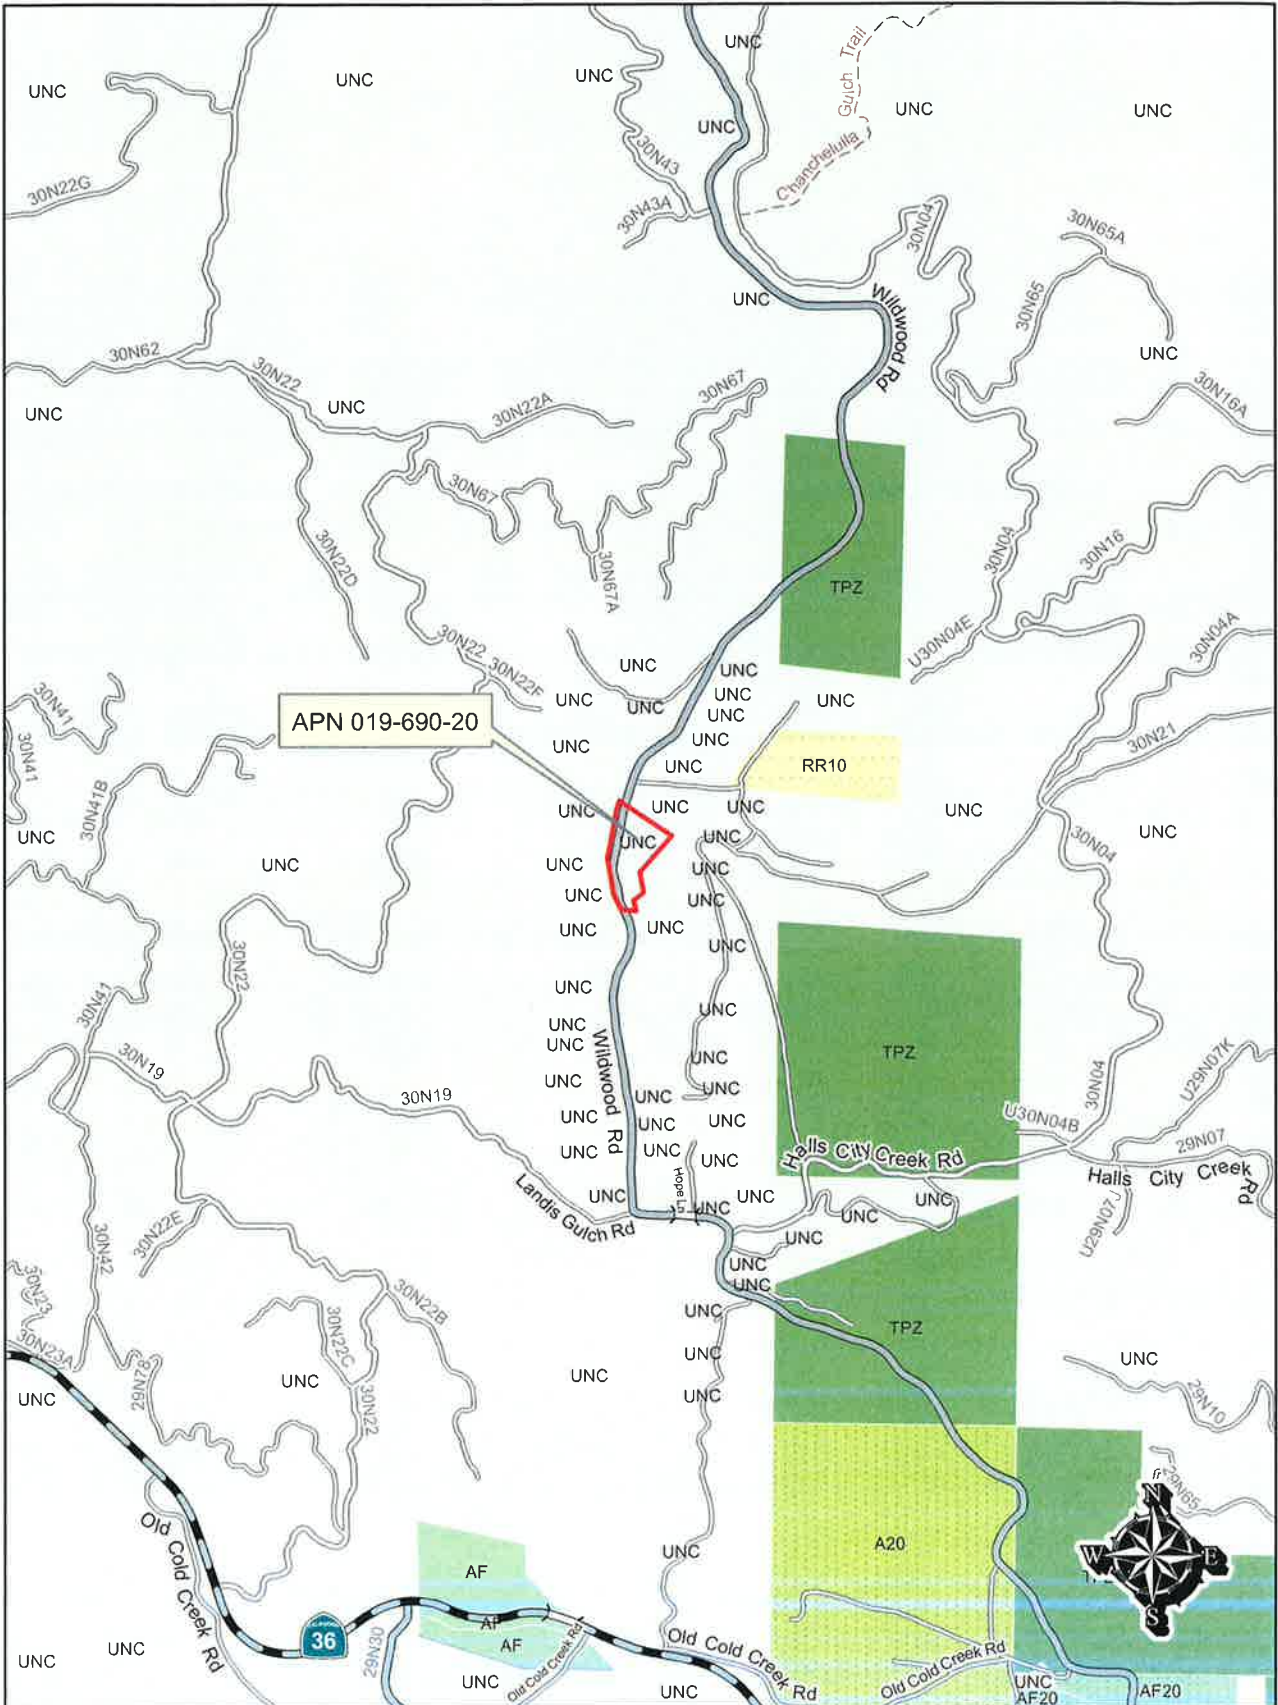 UNC
UNC
UNC
UNC
UNC
UNC
UNC
Chanchelulla Gulch Trail
30N22G
30N43
30N43A
30N04
30N65A
30N65
UNC
Wildwood Rd
30N62
30N22
UNC
UNC
UNC
30N22A
30N67
30N16A
30N67
30N67A
30N22D
30N04
30N16
TPZ
U30N04E
30N04A
30N22
30N22F
UNC
UNC
UNC
UNC
UNC
UNC
UNC
30N41
30N41
APN 019-690-20
UNC
UNC
UNC
RR10
30N21
30N41B
UNC
UNC
UNC
UNC
UNC
UNC
UNC
UNC
UNC
30N04
UNC
UNC
UNC
UNC
UNC
UNC
UNC
UNC
30N22
UNC
30N41
UNC
UNC
UNC
UNC
Wildwood Rd
TPZ
30N19
UNC
30N19
UNC
UNC
UNC
30N04
U29N07K
UNC
UNC
UNC
U30N04B
UNC
UNC
UNC
Hope Ln
Halls City Creek Rd
29N07
Halls City Creek Rd
Landis Gulch Rd
UNC
UNC
UNC
UNC
UNC
U29N07J
30N22E
30N42
UNC
UNC
UNC
30N23
30N22B
30N22C
UNC
TPZ
30N23A
UNC
UNC
29N78
UNC
30N22
UNC
UNC
UNC
29N10
29N65
N
W
E
S
Old Cold Creek Rd
AF
UNC
A20
36
AF
AF
29N30
Old Cold Creek Rd
Old Cold Creek Rd
Old Cold Creek Rd
UNC
UNC
UNC
UNC
UNC
AF20
AF20